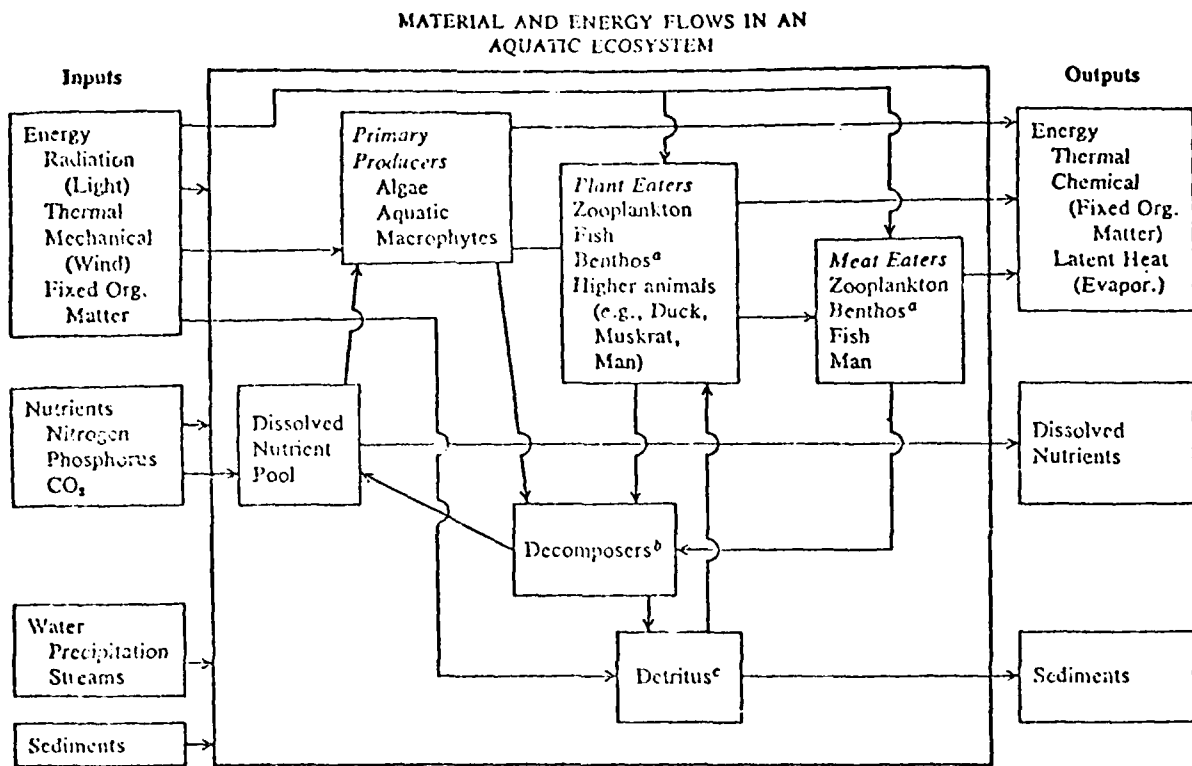 MATERIAL AND ENERGY FLOWS IN AN
AQUATIC ECOSYSTEM
Inputs
Energy
Radiation
(Light)
Thermal
Mechanical
(Wind)
Fixed Org.
Matter
Nutrients
Nitrogen
Phosphorus
CO₂
Water
Precipitation
Streams
Sediments
Primary
Producers
Algae
Aquatic
Macrophytes
Plant Eaters
Zooplankton
Fish
Benthosᵃ
Higher animals
(e.g., Duck,
Muskrat,
Man)
Meat Eaters
Zooplankton
Benthosᵃ
Fish
Man
Dissolved
Nutrient
Pool
Decomposersᵇ
Detritusᶜ
Outputs
Energy
Thermal
Chemical
(Fixed Org.
Matter)
Latent Heat
(Evapor.)
Dissolved
Nutrients
Sediments